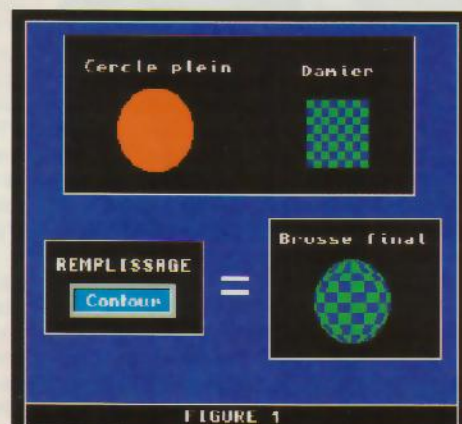 Cercle plein
Damier
REMPLISSAGE
Contour
=
Brosse final
FIGURE 1